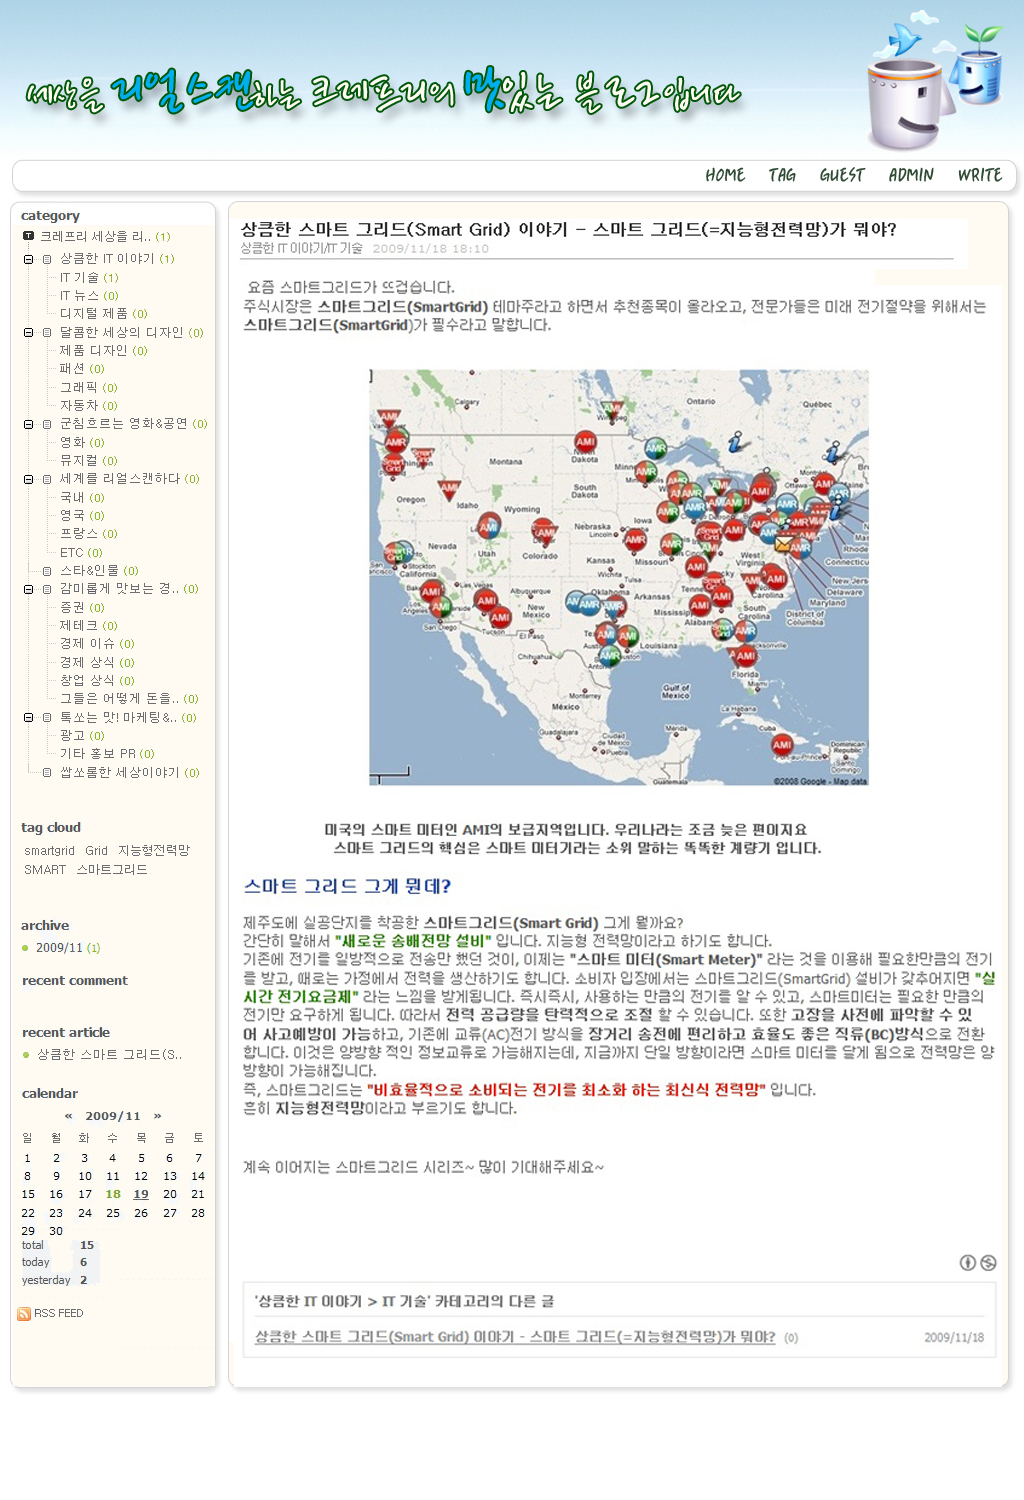 세상을 리얼스캔하는 크레프리의 맛있는 블로그입니다
HOME TAG GUEST ADMIN WRITE
category
크레프리 세상을 리.. (1)
상큼한 IT 이야기 (1)
IT 기술 (1)
IT 뉴스 (0)
디지털 제품 (0)
달콤한 세상의 디자인 (0)
제품 디자인 (0)
패션 (0)
그래픽 (0)
자동차 (0)
군침흐르는 영화&공연 (0)
영화 (0)
뮤지컬 (0)
세계를 리얼스캔하다 (0)
국내 (0)
영국 (0)
프랑스 (0)
ETC (0)
스타&인물 (0)
감미롭게 맛보는 경.. (0)
증권 (0)
제테크 (0)
경제 이슈 (0)
경제 상식 (0)
창업 상식 (0)
그들은 어떻게 돈을.. (0)
톡쏘는 맛! 마케팅&.. (0)
광고 (0)
기타 홍보 PR (0)
쌉쏘롬한 세상이야기 (0)
tag cloud
smartgrid Grid 지능형전력망
SMART 스마트그리드
archive
2009/11 (1)
recent comment
recent article
상큼한 스마트 그리드(S..
calendar
« 2009/11 »
일 월 화 수 목 금 토
1 2 3 4 5 6 7
8 9 10 11 12 13 14
15 16 17 18 19 20 21
22 23 24 25 26 27 28
29 30
total 15
today 6
yesterday 2
RSS FEED
상큼한 스마트 그리드(Smart Grid) 이야기 - 스마트 그리드(=지능형전력망)가 뭐야?
상큼한 IT 이야기/IT 기술 2009/11/18 18:10
요즘 스마트그리드가 뜨겁습니다.
주식시장은 스마트그리드(SmartGrid) 테마주라고 하면서 추천종목이 올라오고, 전문가들은 미래 전기절약을 위해서는
스마트그리드(SmartGrid)가 필수라고 말합니다.
Calgary
Ontario
Québec
Montana
North Dakota
South Dakota
Oregon
Idaho
Wyoming
Nebraska
Iowa
Lincoln
Nevada
Utah
Colorado
Kansas
Missouri
West Virginia
Stockton
California
Las Vegas
Wichita
Tulsa
Albuquerque
Oklahoma
Arkansas
New Mexico
Mississippi
Alabama
South Carolina
Los Angeles
San Diego
Tucson
El Paso
Texas
Austin
Louisiana
Jacksonville
Florida
Miami
Connecticut
New Jersey
Delaware
Maryland
District of Columbia
Chihuahua
Monterrey
Gulf of Mexico
México
La Habana
Cuba
Guadalajara
Ciudad de México
Puebla
Mérida
Port-au-Prince
Dominican Republic
Santo Domingo
Guatemala
©2008 Google - Map data
미국의 스마트 미터인 AMI의 보급지역입니다. 우리나라는 조금 늦은 편이지요
스마트 그리드의 핵심은 스마트 미터기라는 소위 말하는 똑똑한 계량기 입니다.
스마트 그리드 그게 뭔데?
제주도에 실공단지를 착공한 스마트그리드(Smart Grid) 그게 뭘까요?
간단히 말해서 "새로운 송배전망 설비" 입니다. 지능형 전력망이라고 하기도 합니다.
기존에 전기를 일방적으로 전송만 했던 것이, 이제는 "스마트 미터(Smart Meter)" 라는 것을 이용해 필요한만큼의 전기
를 받고, 때로는 가정에서 전력을 생산하기도 합니다. 소비자 입장에서는 스마트그리드(SmartGrid) 설비가 갖추어지면 "실
시간 전기요금제" 라는 느낌을 받게됩니다. 즉시즉시, 사용하는 만큼의 전기를 알 수 있고, 스마트미터는 필요한 만큼의
전기만 요구하게 됩니다. 따라서 전력 공급량을 탄력적으로 조절 할 수 있습니다. 또한 고장을 사전에 파악할 수 있
어 사고예방이 가능하고, 기존에 교류(AC)전기 방식을 장거리 송전에 편리하고 효율도 좋은 직류(BC)방식으로 전환
합니다. 이것은 양방향 적인 정보교류로 가능해지는데, 지금까지 단일 방향이라면 스마트 미터를 달게 됨으로 전력망은 양
방향이 가능해집니다.
즉, 스마트그리드는 "비효율적으로 소비되는 전기를 최소화 하는 최신식 전력망" 입니다.
흔히 지능형전력망이라고 부르기도 합니다.
계속 이어지는 스마트그리드 시리즈~ 많이 기대해주세요~
'상큼한 IT 이야기 > IT 기술' 카테고리의 다른 글
상큼한 스마트 그리드(Smart Grid) 이야기 - 스마트 그리드(=지능형전력망)가 뭐야? (0) 2009/11/18